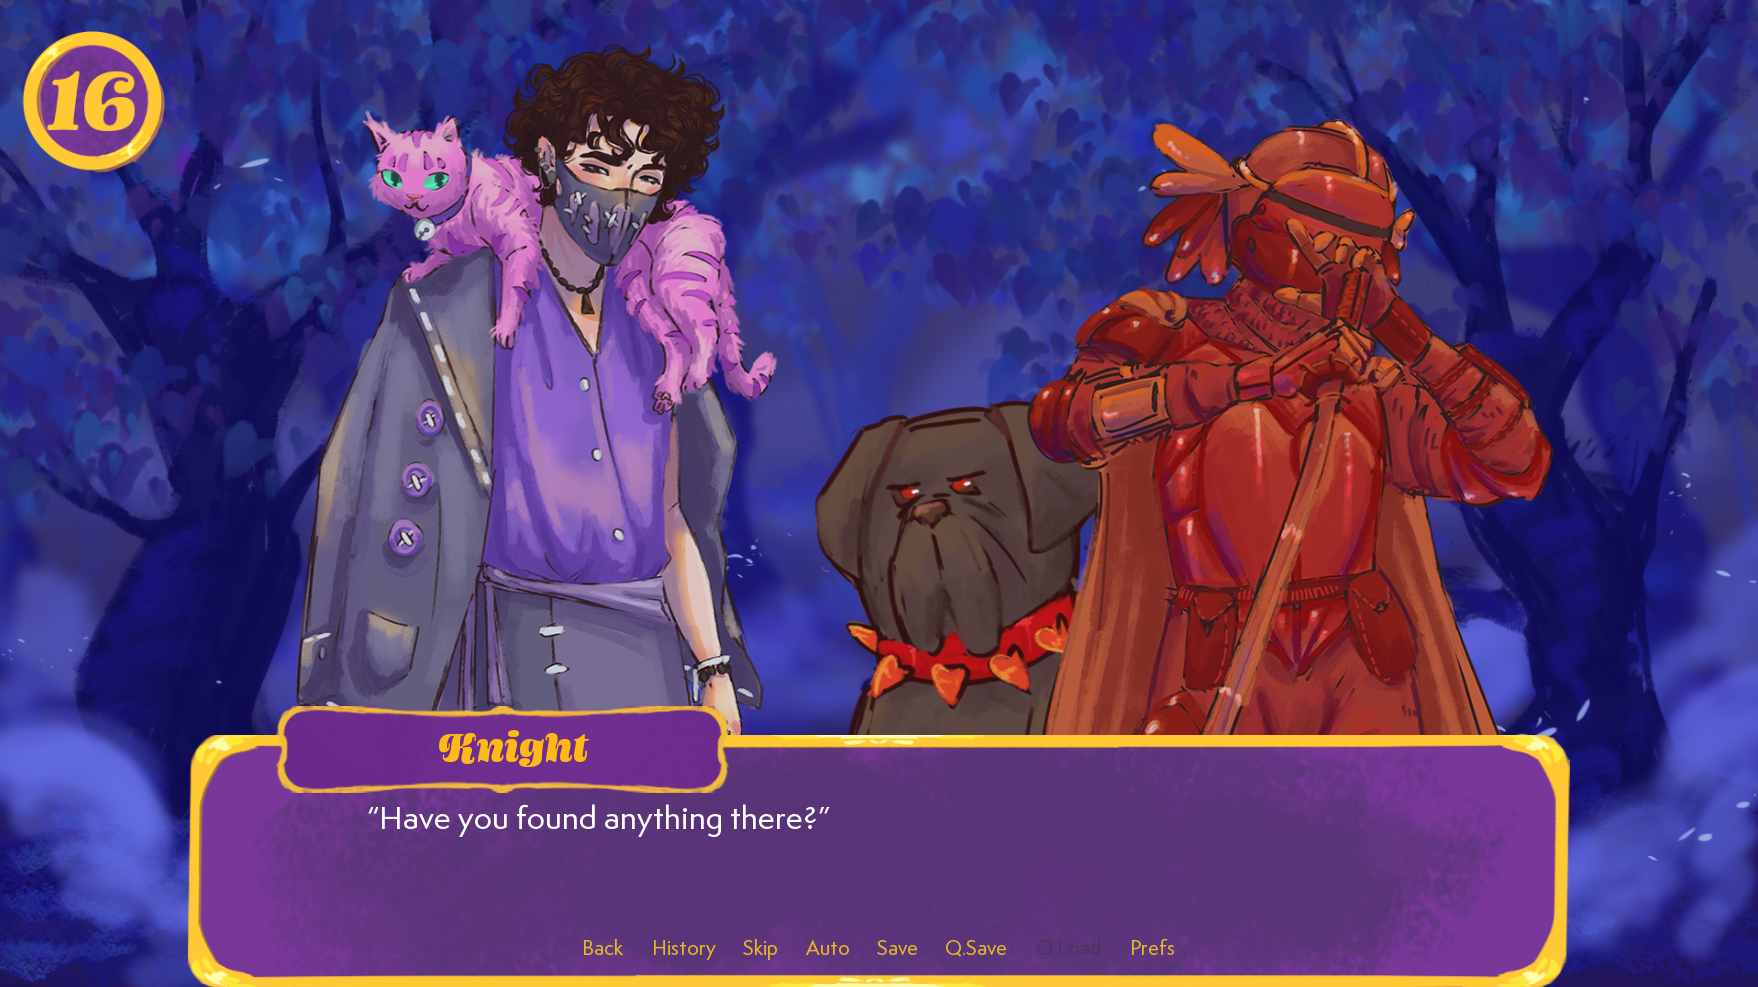 16
Knight
“Have you found anything there?”
Back History Skip Auto Save Q.Save Q.Load Prefs